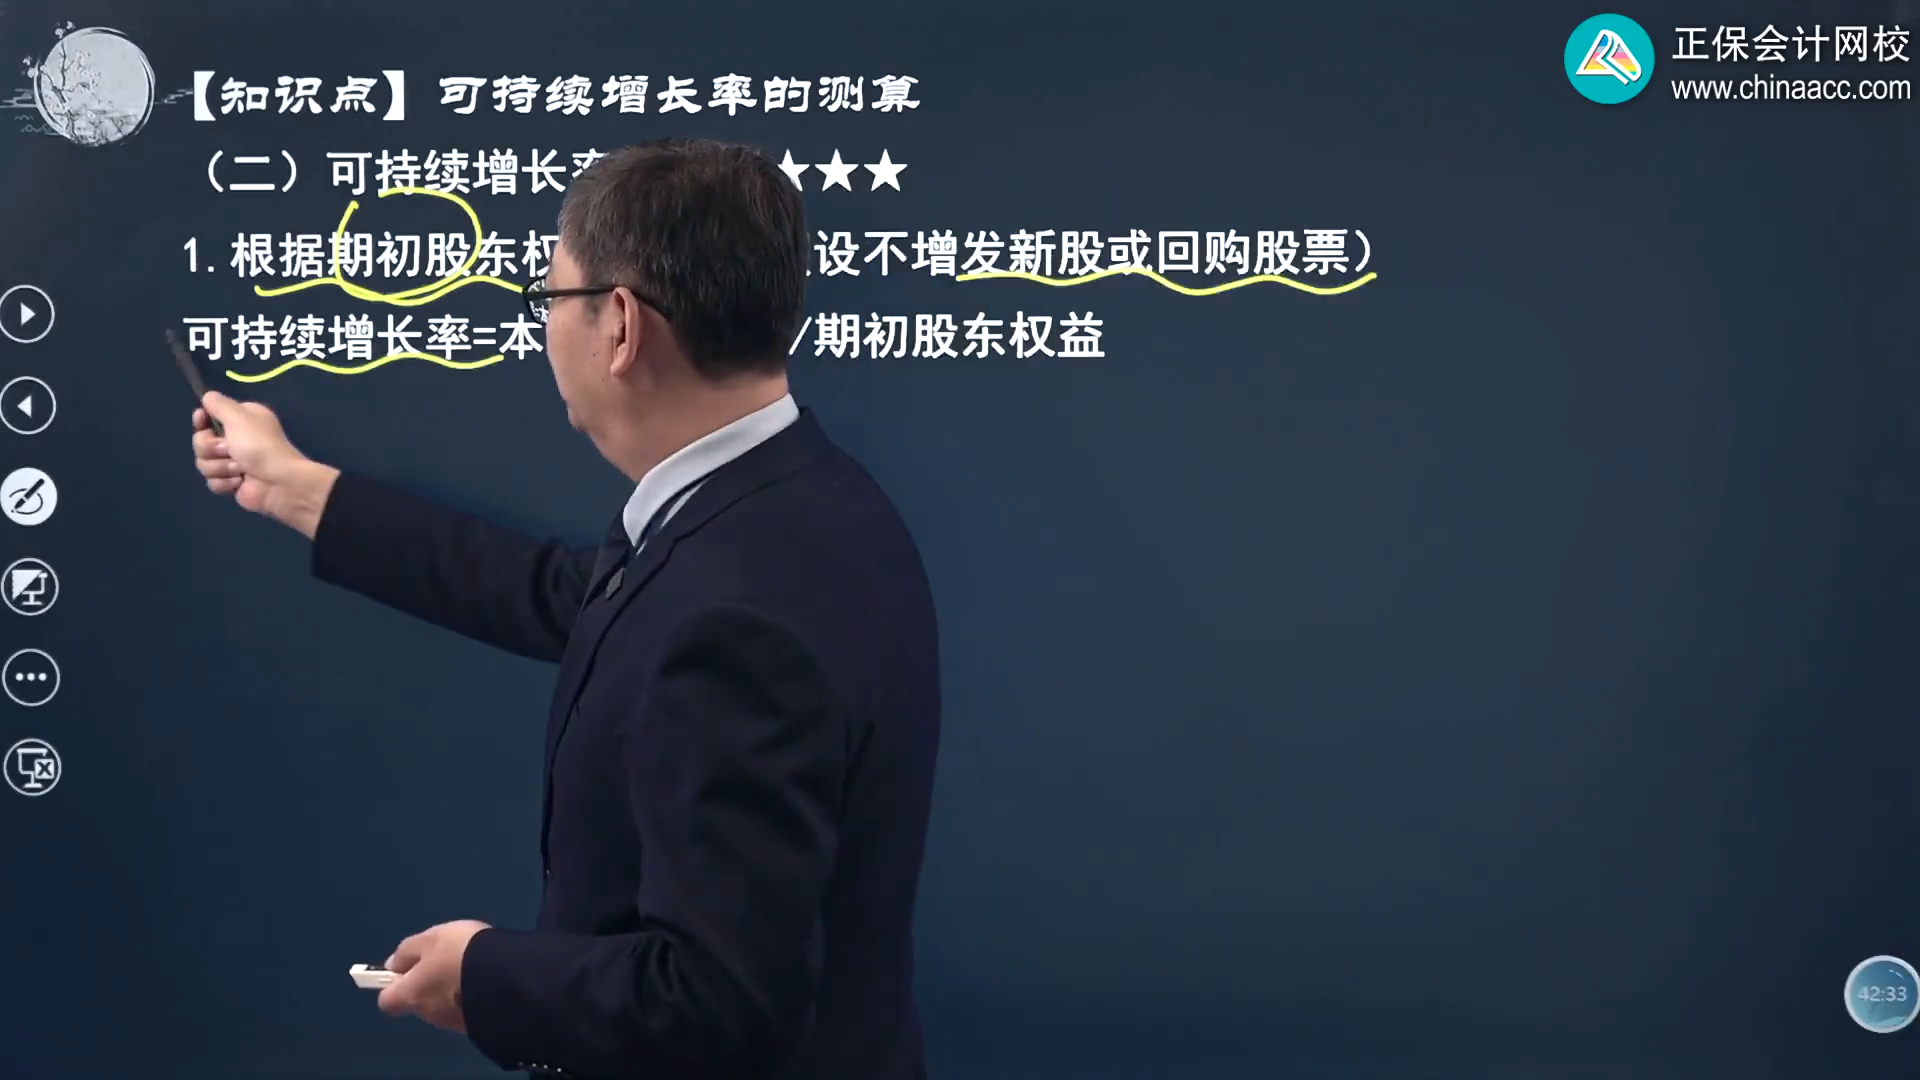 正保会计网校
www.chinaacc.com
【知识点】可持续增长率的测算
（二）可持续增长 ★★★
1.根据期初股东 设不增发新股或回购股票）
可持续增长率=本 /期初股东权益
42:33